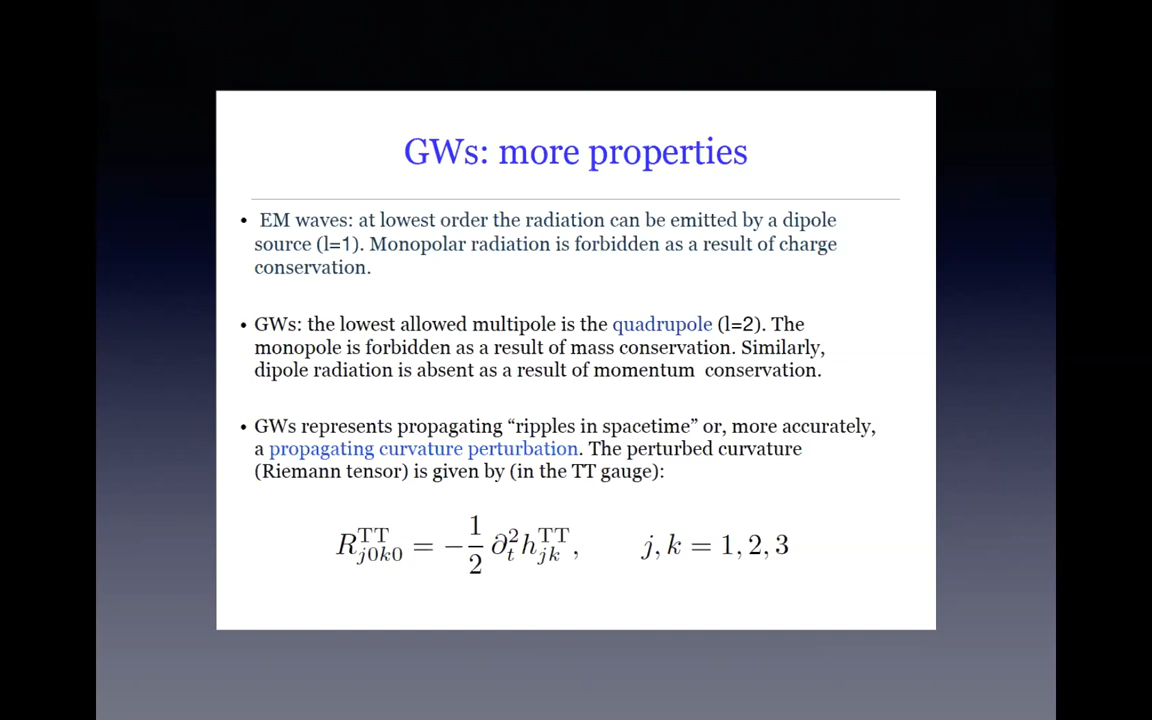 GWs: more properties
• EM waves: at lowest order the radiation can be emitted by a dipole
source (l=1). Monopolar radiation is forbidden as a result of charge
conservation.
• GWs: the lowest allowed multipole is the quadrupole (l=2). The
monopole is forbidden as a result of mass conservation. Similarly,
dipole radiation is absent as a result of momentum conservation.
• GWs represents propagating “ripples in spacetime” or, more accurately,
a propagating curvature perturbation. The perturbed curvature
(Riemann tensor) is given by (in the TT gauge):
$R^{\mathrm{TT}}_{j0k0} = -\frac{1}{2} \partial_t^2 h^{\mathrm{TT}}_{jk}, \quad j, k = 1, 2, 3$